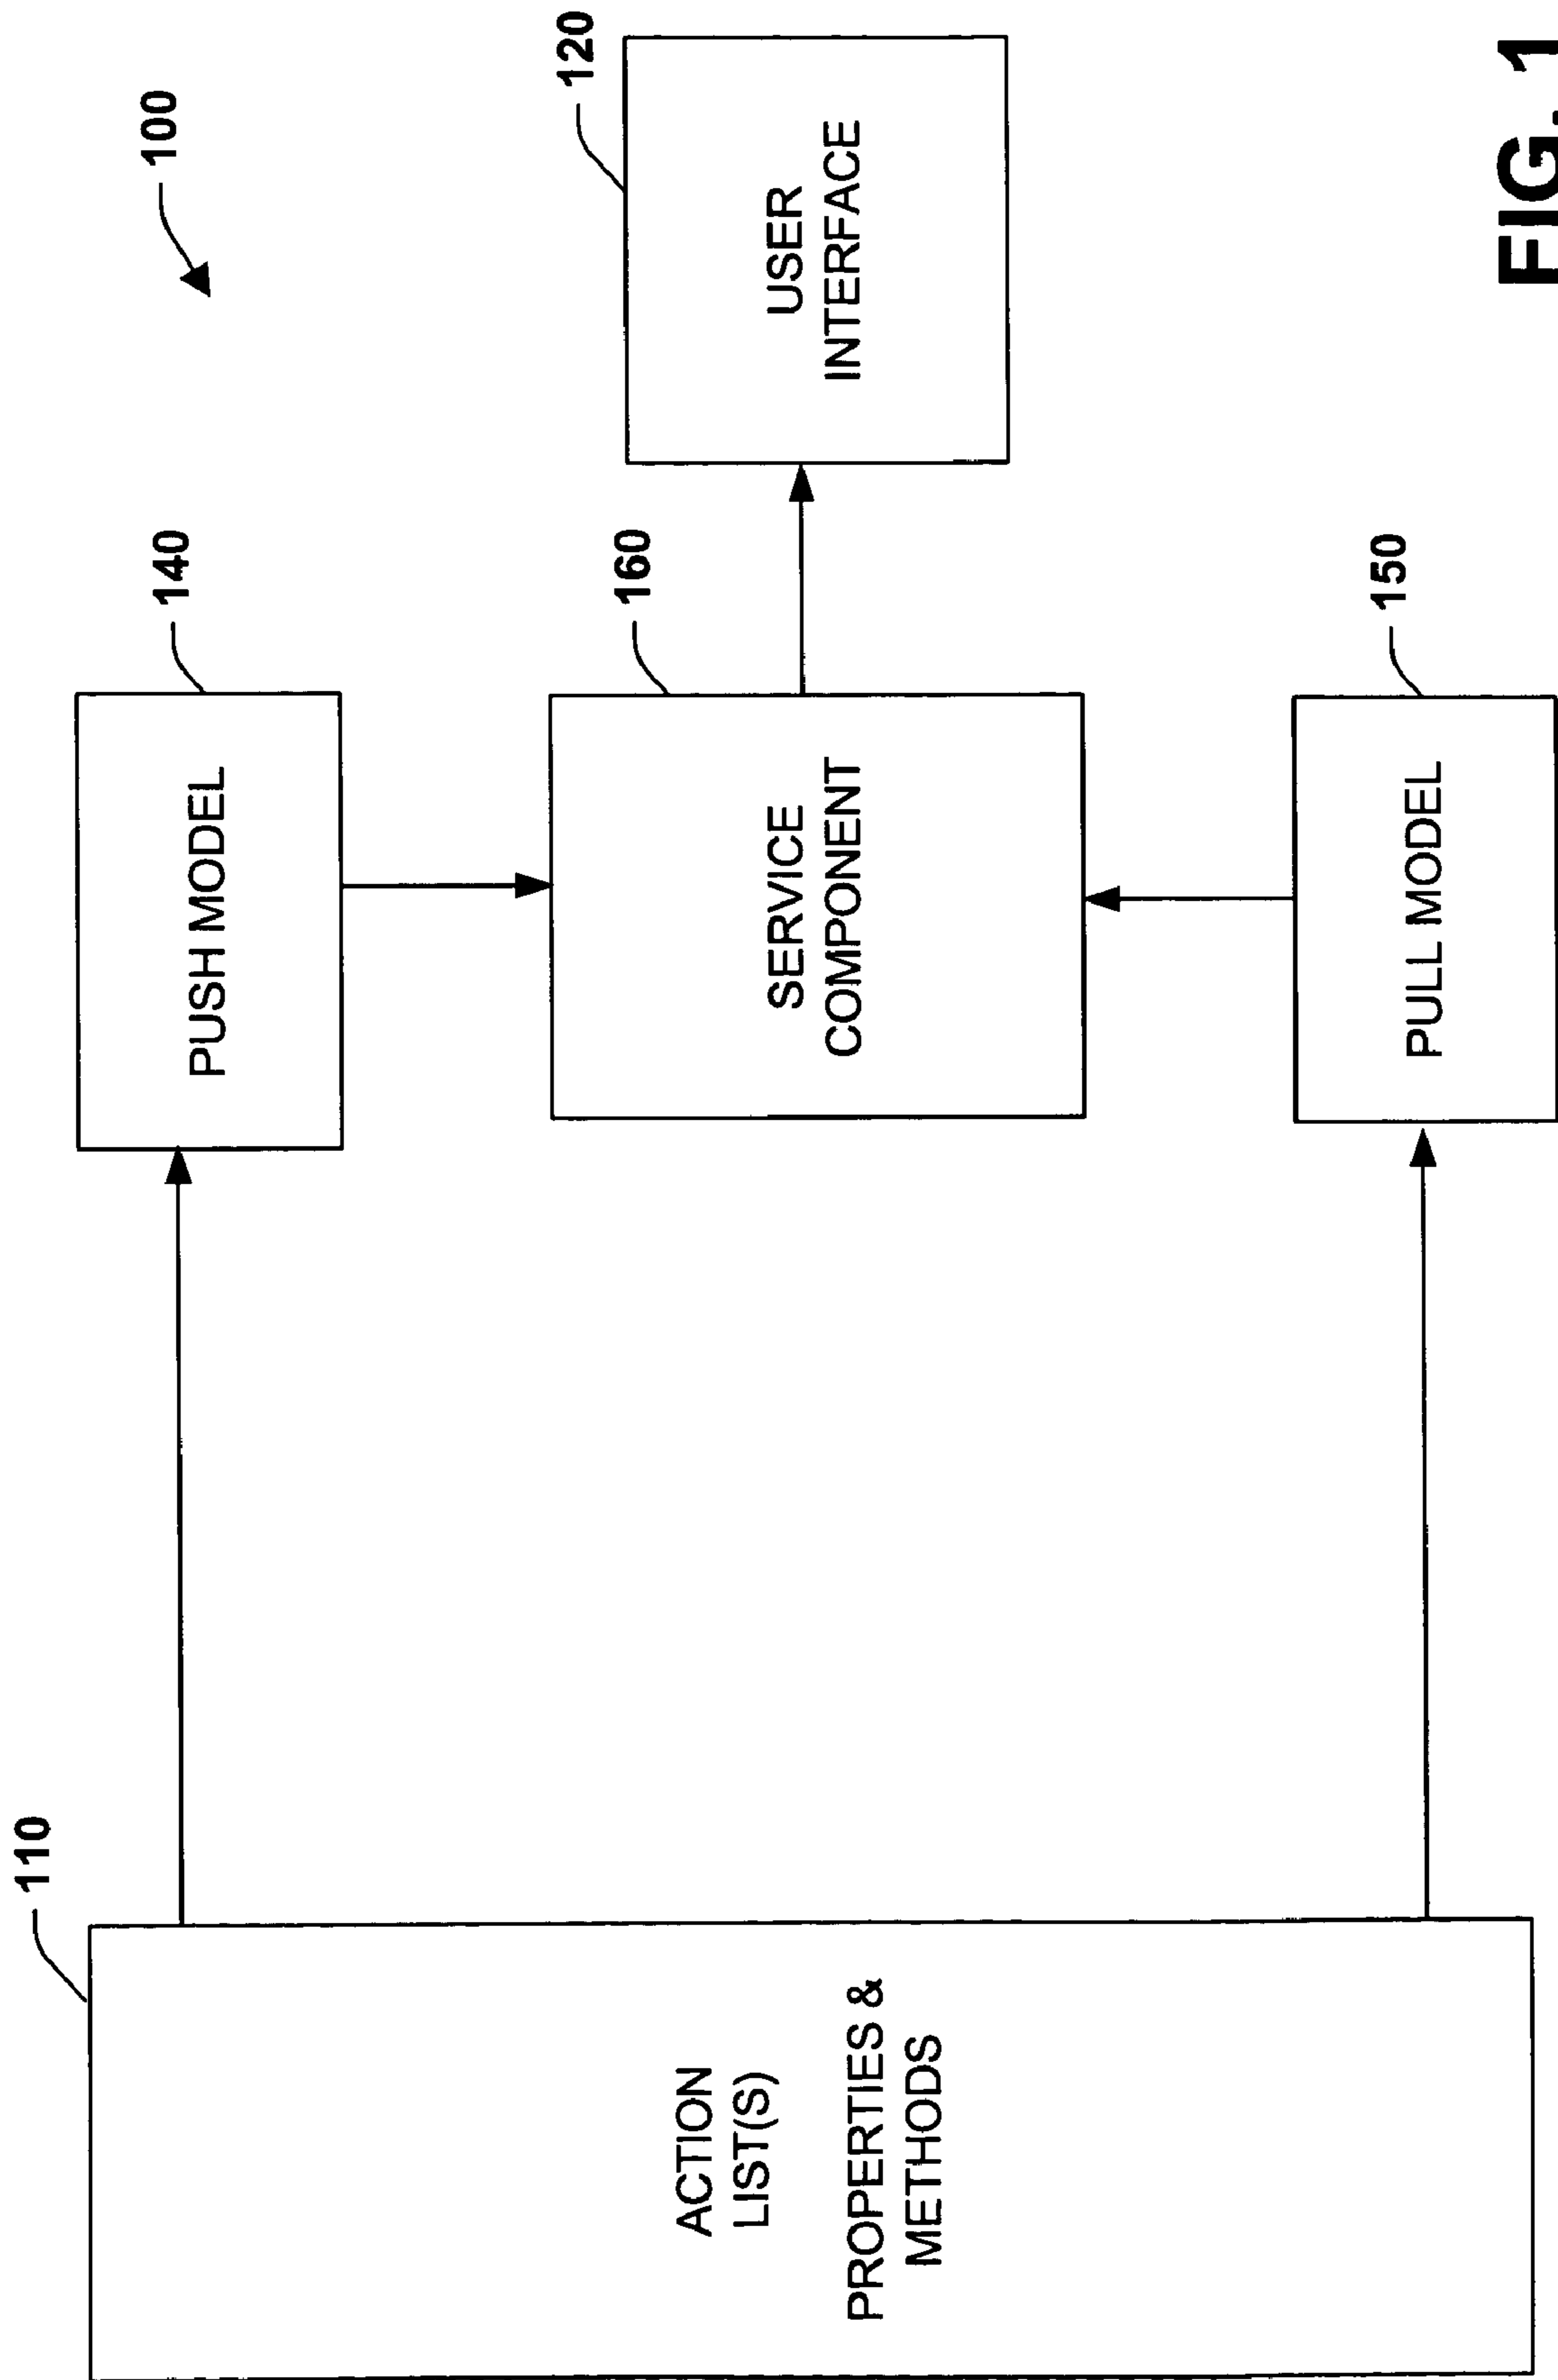 100
110
ACTION
LIST(S)
PROPERTIES &
METHODS
140
PUSH MODEL
160
SERVICE
COMPONENT
120
USER
INTERFACE
150
PULL MODEL
FIG. 1